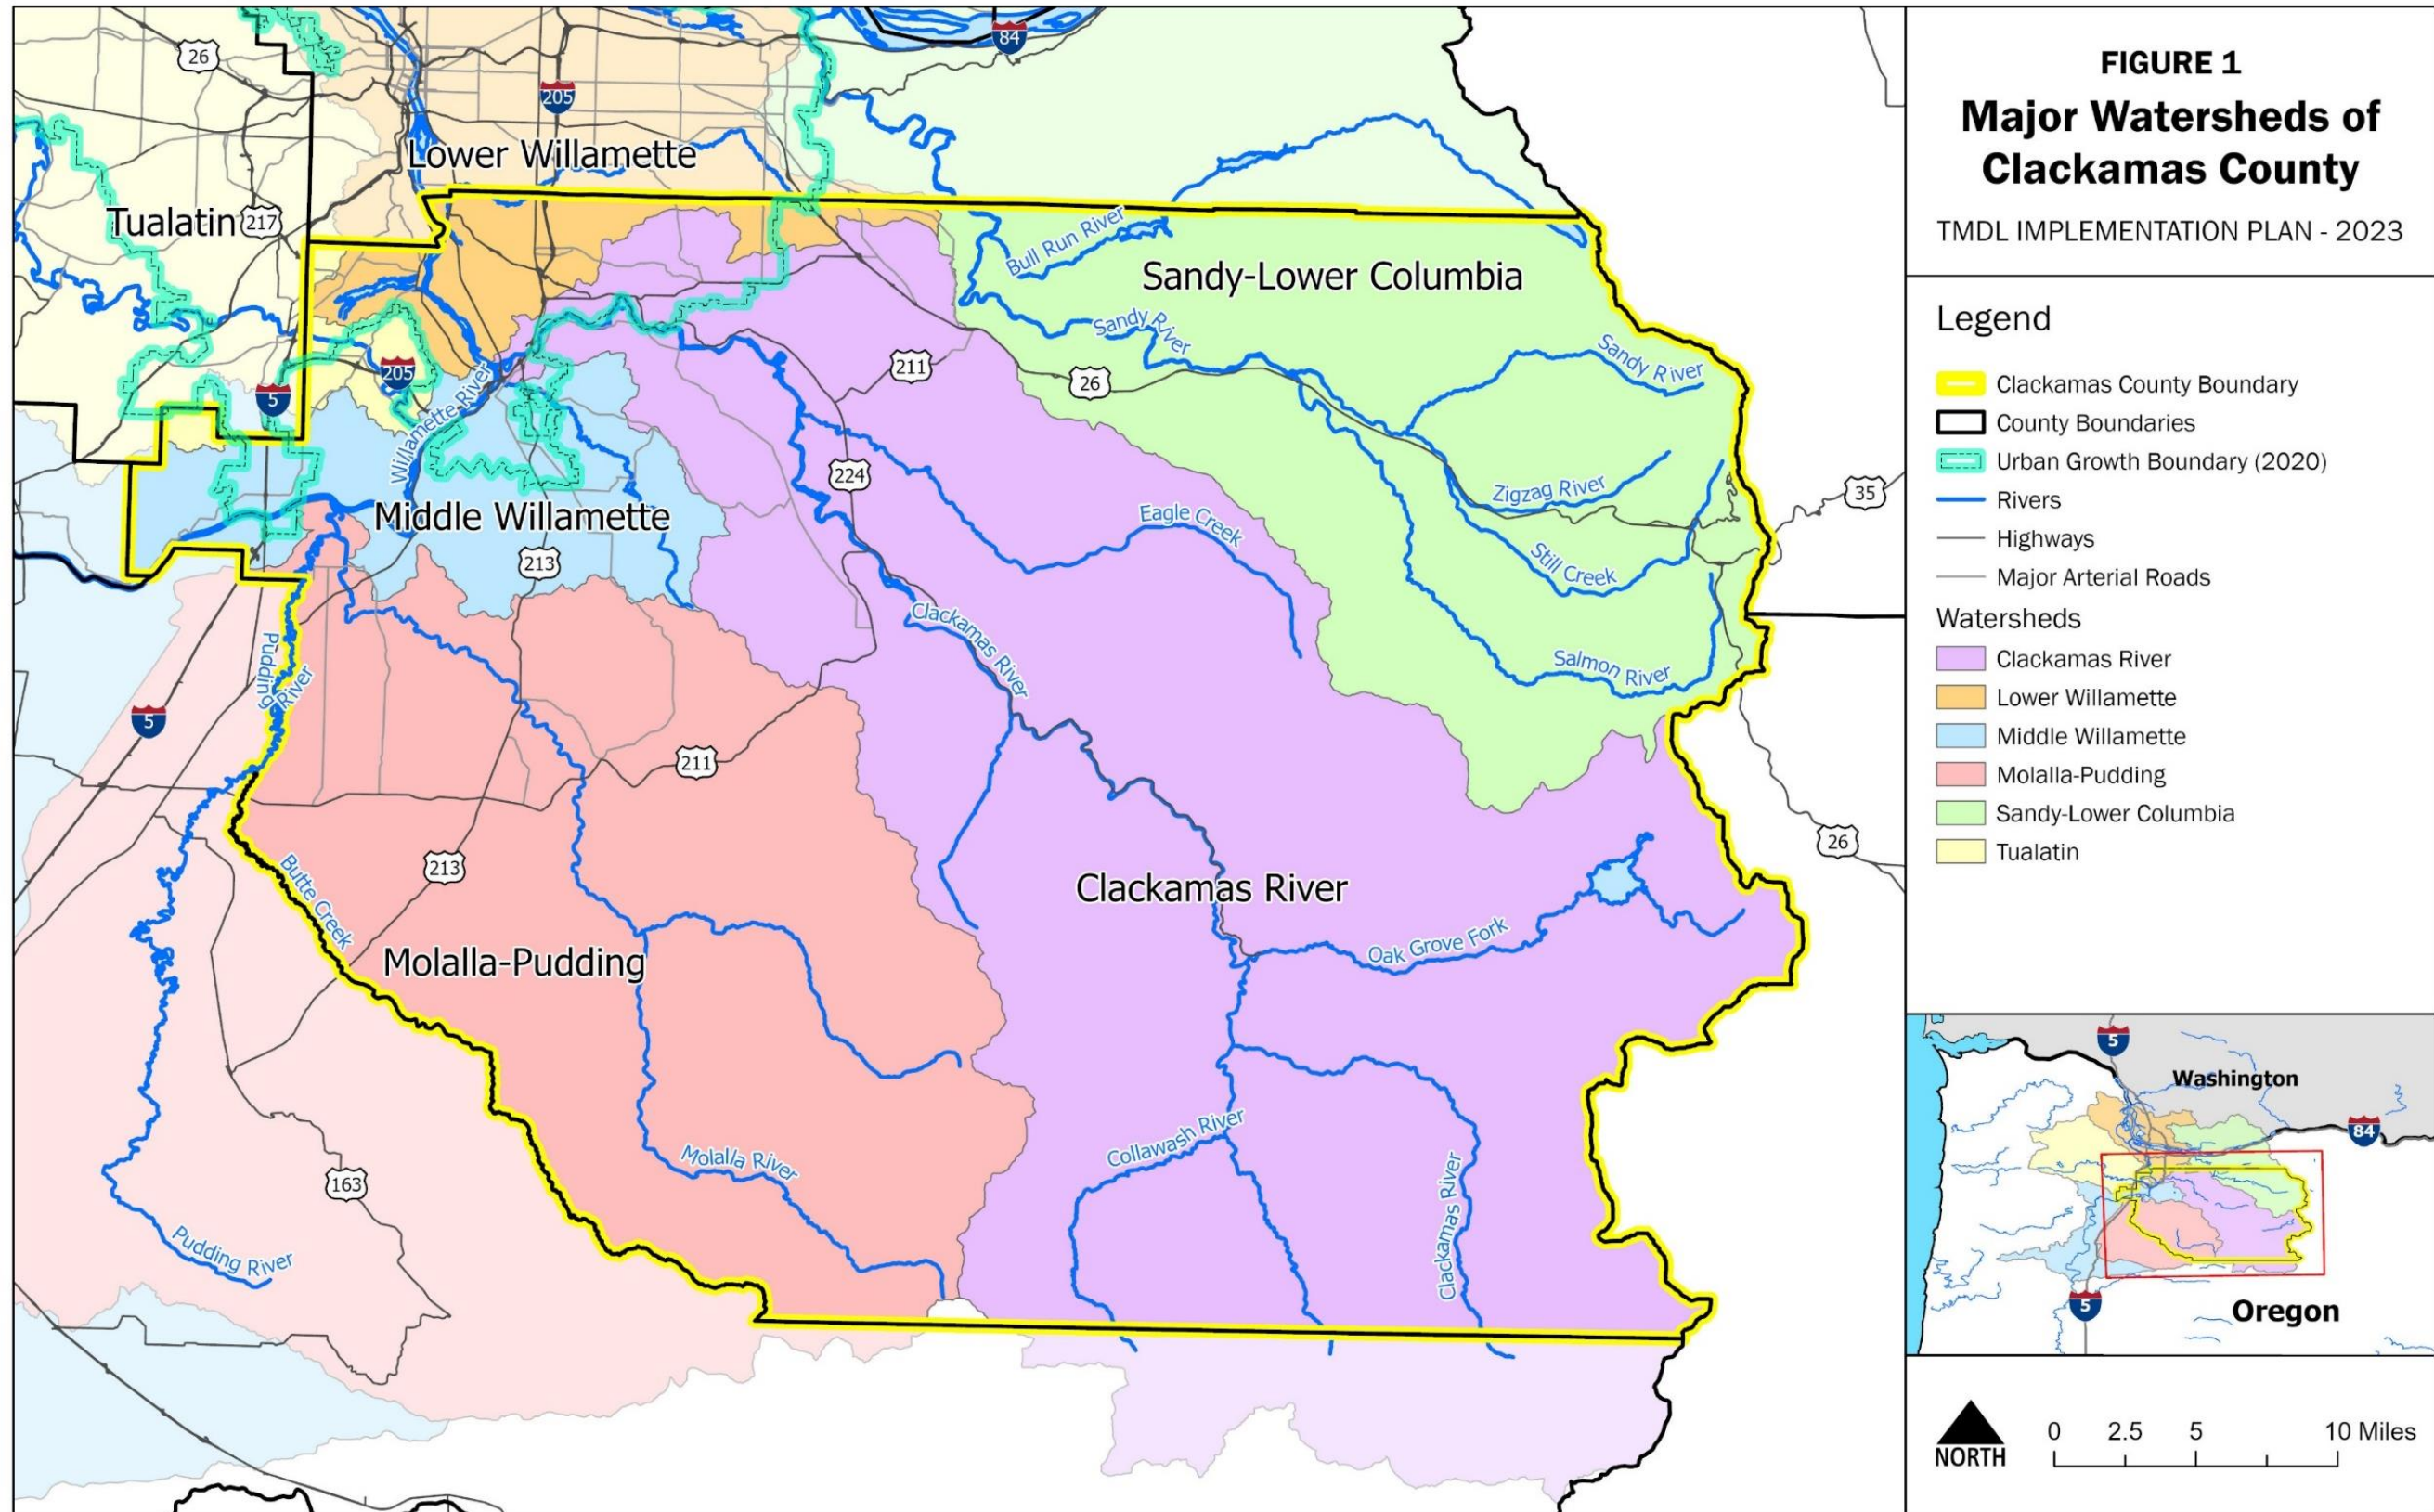 26
84
205
Lower Willamette
Tualatin
217
Bull Run River
Sandy-Lower Columbia
Sandy River
Sandy River
205
5
211
26
Willamette River
224
35
Zigzag River
Eagle Creek
Middle Willamette
213
Still Creek
Clackamas River
Salmon River
Pudding River
5
211
26
213
Butte Creek
Clackamas River
Oak Grove Fork
Molalla-Pudding
Collawash River
Molalla River
Clackamas River
163
Pudding River
FIGURE 1
Major Watersheds of
Clackamas County
TMDL IMPLEMENTATION PLAN - 2023
Legend
Clackamas County Boundary
County Boundaries
Urban Growth Boundary (2020)
Rivers
Highways
Major Arterial Roads
Watersheds
Clackamas River
Lower Willamette
Middle Willamette
Molalla-Pudding
Sandy-Lower Columbia
Tualatin
5
Washington
84
5
Oregon
NORTH
0 2.5 5 10 Miles